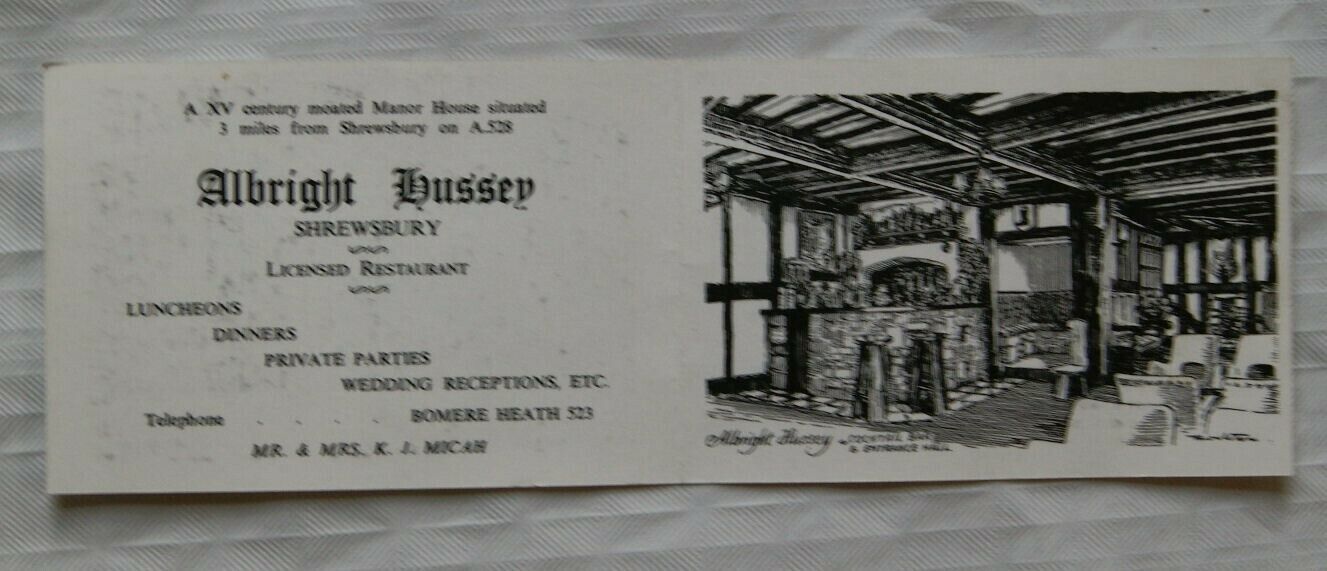 A XV century moated Manor House situated
3 miles from Shrewsbury on A.528
Albright Hussey
SHREWSBURY
LICENSED RESTAURANT
LUNCHEONS
DINNERS
PRIVATE PARTIES
WEDDING RECEPTIONS, ETC.
Telephone . . . . BOMERE HEATH 523
MR. & MRS. K. J. MICAH
Albright Hussey COCKTAIL BAR
& ENTRANCE HALL